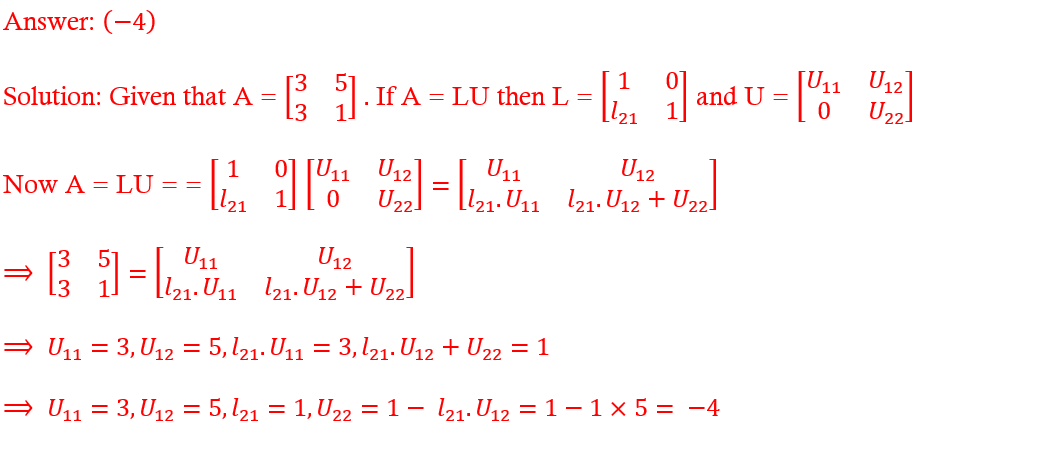 Answer: (−4)
Solution: Given that A = [3 5; 3 1] . If A = LU then L = [1 0; l₂₁ 1] and U = [U₁₁ U₁₂; 0 U₂₂]
Now A = LU = = [1 0; l₂₁ 1] [U₁₁ U₁₂; 0 U₂₂] = [U₁₁ U₁₂; l₂₁.U₁₁ l₂₁.U₁₂ + U₂₂]
⟹ [3 5; 3 1] = [U₁₁ U₁₂; l₂₁.U₁₁ l₂₁.U₁₂ + U₂₂]
⟹ U₁₁ = 3, U₁₂ = 5, l₂₁.U₁₁ = 3, l₂₁.U₁₂ + U₂₂ = 1
⟹ U₁₁ = 3, U₁₂ = 5, l₂₁ = 1, U₂₂ = 1 − l₂₁.U₁₂ = 1 − 1 × 5 = −4